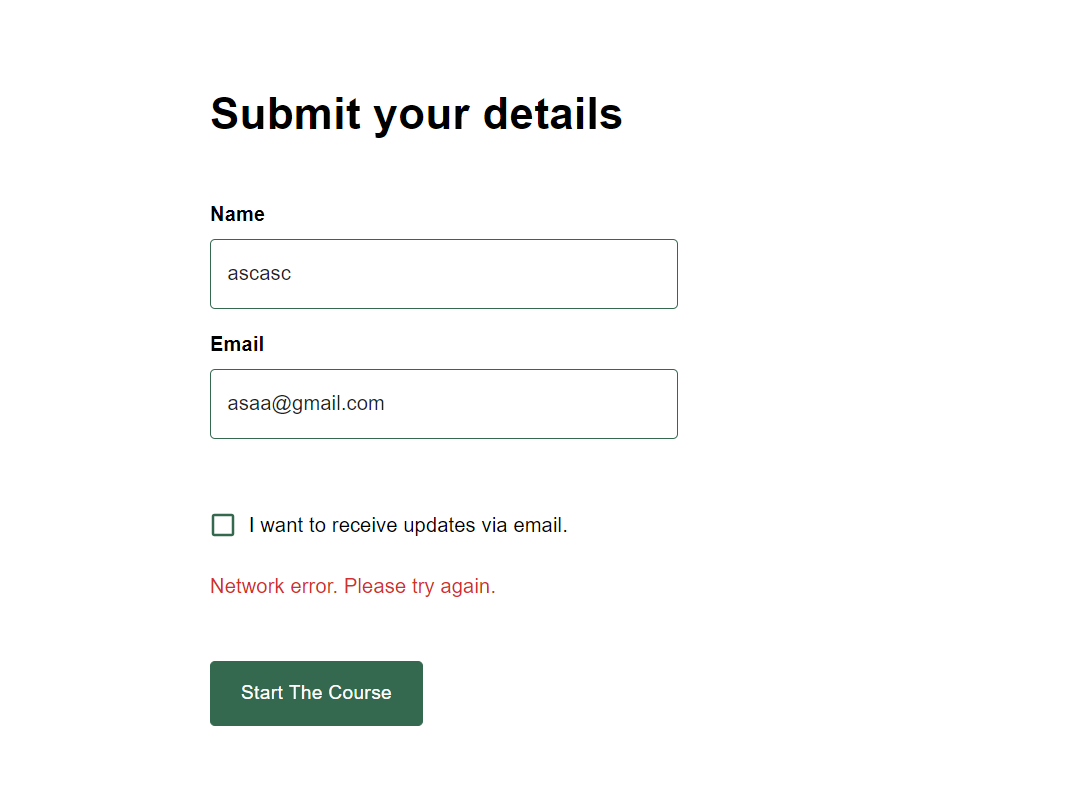 Submit your details
Name
ascasc
Email
asaa@gmail.com
I want to receive updates via email.
Network error. Please try again.
Start The Course